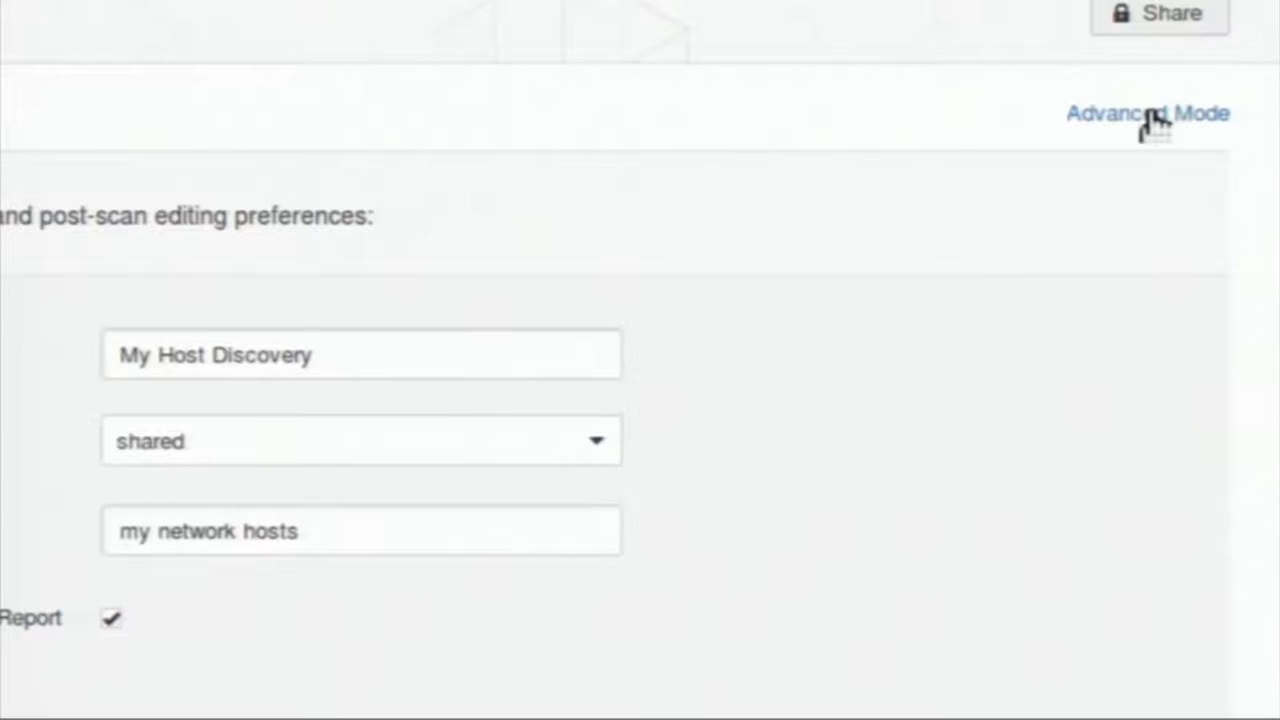 Share
Advanced Mode
and post-scan editing preferences:
My Host Discovery
shared
my network hosts
Report